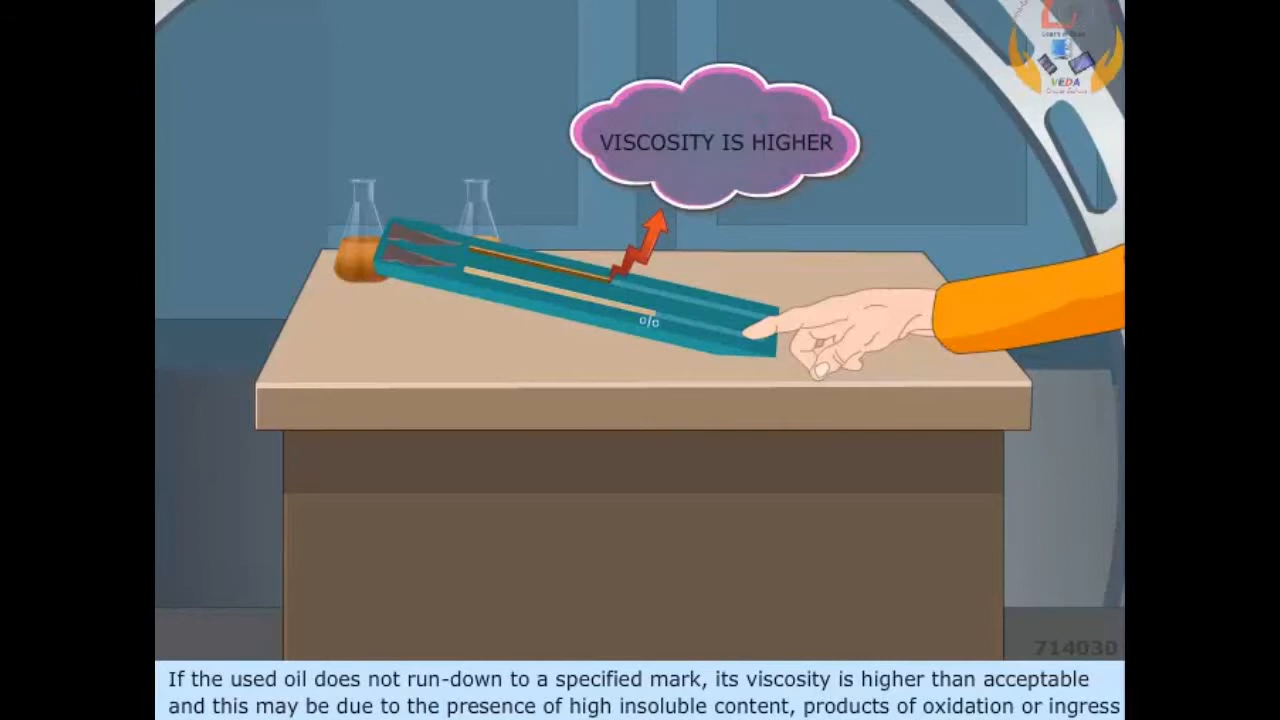 VEDA
VISCOSITY IS HIGHER
o/o
714030
If the used oil does not run-down to a specified mark, its viscosity is higher than acceptable
and this may be due to the presence of high insoluble content, products of oxidation or ingress